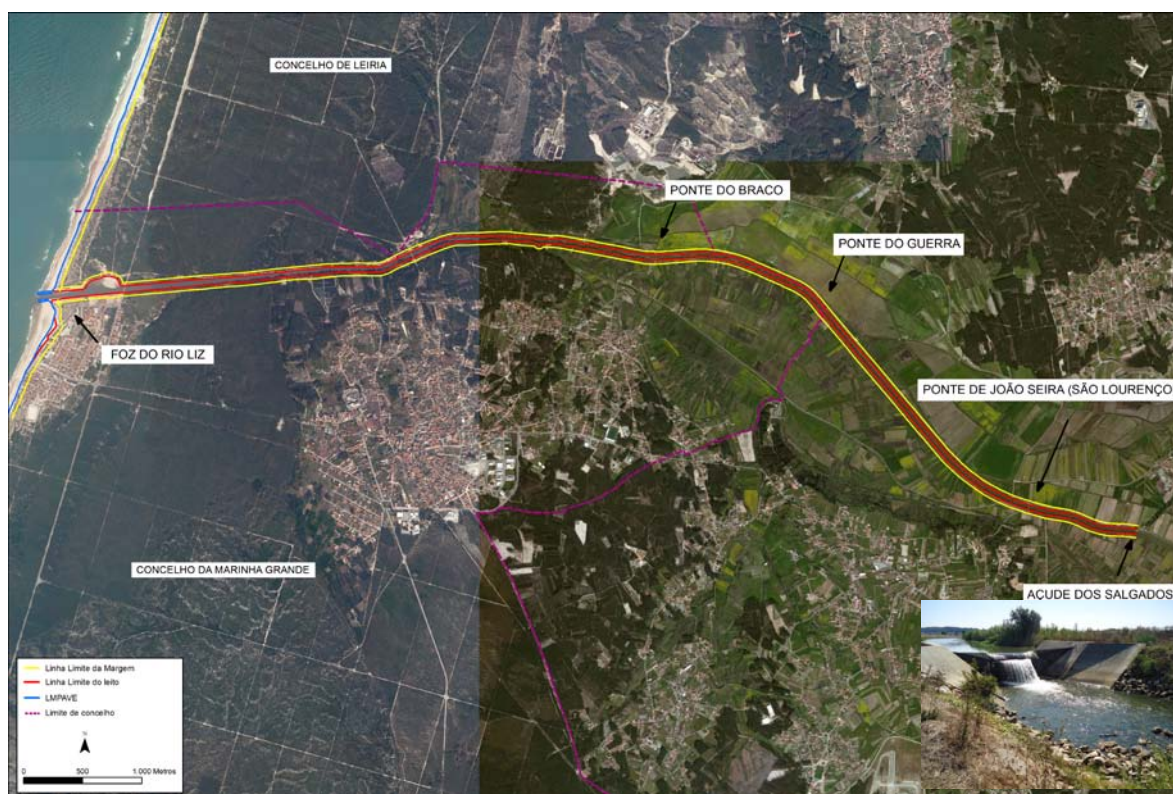 CONCELHO DE LEIRIA
PONTE DO BRACO
PONTE DO GUERRA
FOZ DO RIO LIZ
PONTE DE JOÃO SEIRA (SÃO LOURENÇO
CONCELHO DA MARINHA GRANDE
AÇUDE DOS SALGADOS
Linha Limite da Margem
Linha Limite do leito
LMPAVE
Limite de concelho
0 500 1.000 Metros